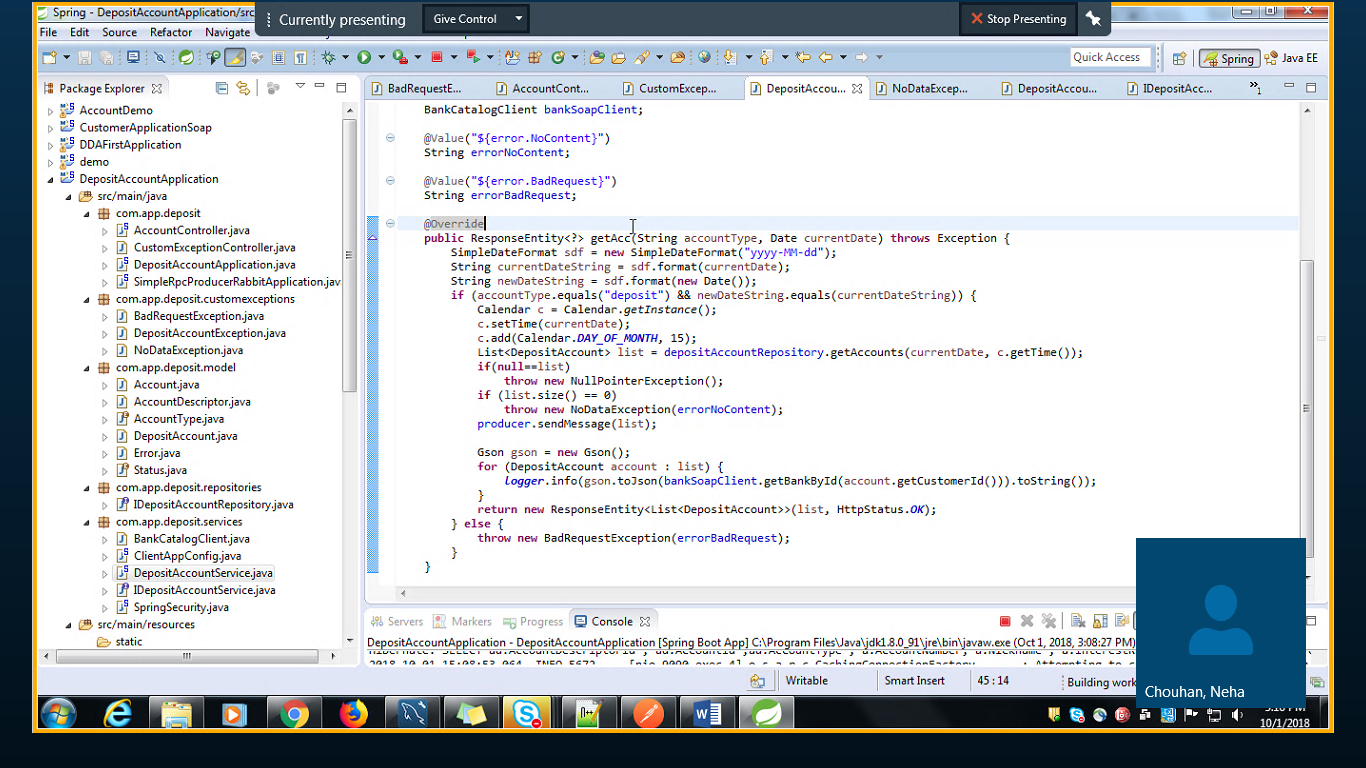 Spring - DepositAccountApplication/src
Currently presenting
Give Control
Stop Presenting
File Edit Source Refactor Navigate
Quick Access
Spring
Java EE
Package Explorer
AccountDemo
CustomerApplicationSoap
DDAFirstApplication
demo
DepositAccountApplication
src/main/java
com.app.deposit
AccountController.java
CustomExceptionController.java
DepositAccountApplication.java
SimpleRpcProducerRabbitApplication.java
com.app.deposit.customexceptions
BadRequestException.java
DepositAccountException.java
NoDataException.java
com.app.deposit.model
Account.java
AccountDescriptor.java
AccountType.java
DepositAccount.java
Error.java
Status.java
com.app.deposit.repositories
IDepositAccountRepository.java
com.app.deposit.services
BankCatalogClient.java
ClientAppConfig.java
DepositAccountService.java
IDepositAccountService.java
SpringSecurity.java
src/main/resources
static
BadRequestE... AccountCont... CustomExcep... DepositAccou... NoDataExcep... DepositAccou... IDepositAcc... »1
BankCatalogClient bankSoapClient;
@Value("${error.NoContent}")
String errorNoContent;
@Value("${error.BadRequest}")
String errorBadRequest;
@Override
public ResponseEntity<?> getAcc(String accountType, Date currentDate) throws Exception {
SimpleDateFormat sdf = new SimpleDateFormat("yyyy-MM-dd");
String currentDateString = sdf.format(currentDate);
String newDateString = sdf.format(new Date());
if (accountType.equals("deposit") && newDateString.equals(currentDateString)) {
Calendar c = Calendar.getInstance();
c.setTime(currentDate);
c.add(Calendar.DAY_OF_MONTH, 15);
List<DepositAccount> list = depositAccountRepository.getAccounts(currentDate, c.getTime());
if(null==list)
throw new NullPointerException();
if (list.size() == 0)
throw new NoDataException(errorNoContent);
producer.sendMessage(list);
Gson gson = new Gson();
for (DepositAccount account : list) {
logger.info(gson.toJson(bankSoapClient.getBankById(account.getCustomerId())).toString());
}
return new ResponseEntity<List<DepositAccount>>(list, HttpStatus.OK);
} else {
throw new BadRequestException(errorBadRequest);
}
}
Servers Markers Progress Console
DepositAccountApplication - DepositAccountApplication [Spring Boot App] C:\Program Files\Java\jdk1.8.0_91\jre\bin\javaw.exe (Oct 1, 2018, 3:08:27 PM)
Writable
Smart Insert
45 : 14
Building work
Chouhan, Neha
10/1/2018